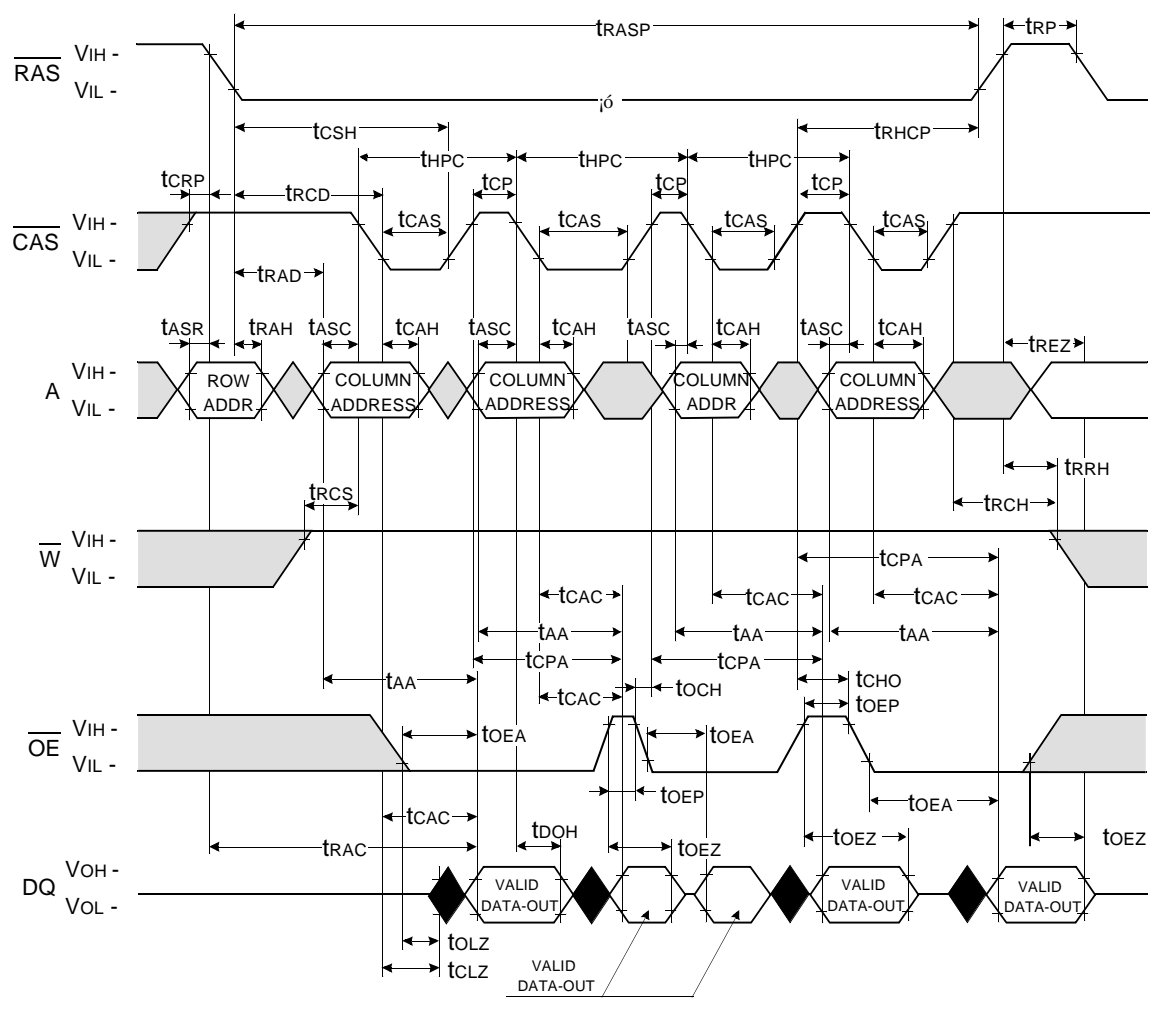 tRASP
tRP
RAS
VIH -
VIL -
¡ó
tCSH
tRHCP
tHPC
tHPC
tHPC
tCRP
tRCD
tCP
tCP
tCP
CAS
VIH -
VIL -
tCAS
tCAS
tCAS
tCAS
tRAD
tASR
tRAH
tASC
tCAH
tASC
tCAH
tASC
tCAH
tASC
tCAH
tREZ
A
VIH -
VIL -
ROW
ADDR
COLUMN
ADDRESS
COLUMN
ADDRESS
COLUMN
ADDR
COLUMN
ADDRESS
tRRH
tRCS
tRCH
W
VIH -
VIL -
tCPA
tCAC
tCAC
tCAC
tAA
tAA
tAA
tCPA
tCPA
tAA
tCAC
tOCH
tCHO
tOEP
OE
VIH -
VIL -
tOEA
tOEA
tOEP
tOEA
tCAC
tRAC
tDOH
tOEZ
tOEZ
tOEZ
DQ
VOH -
VOL -
VALID
DATA-OUT
VALID
DATA-OUT
VALID
DATA-OUT
tOLZ
tCLZ
VALID
DATA-OUT